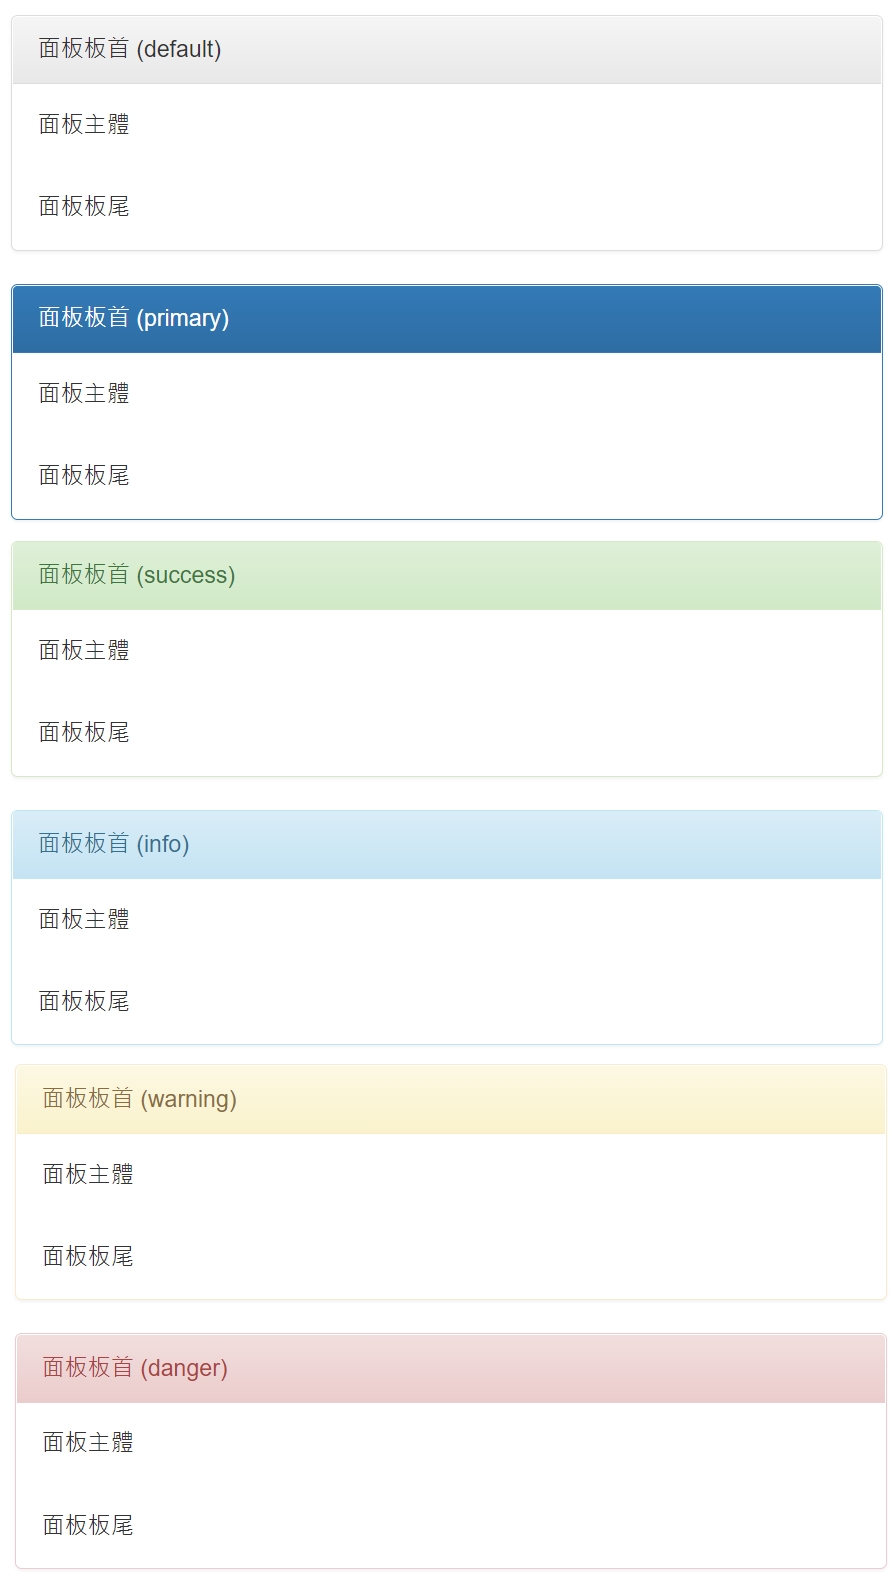 面板板首 (default)
面板主體
面板板尾
面板板首 (primary)
面板主體
面板板尾
面板板首 (success)
面板主體
面板板尾
面板板首 (info)
面板主體
面板板尾
面板板首 (warning)
面板主體
面板板尾
面板板首 (danger)
面板主體
面板板尾